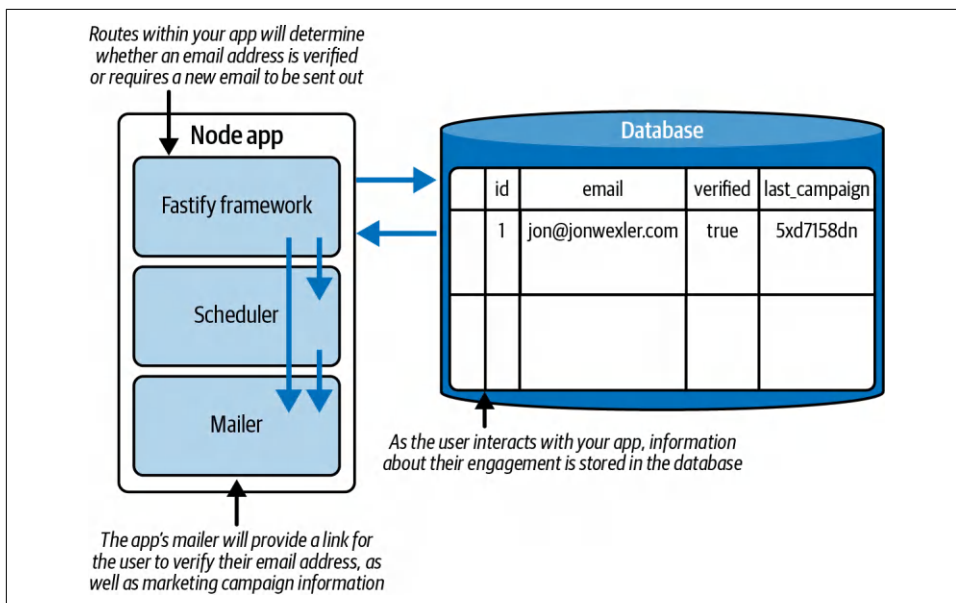 Routes within your app will determine
whether an email address is verified
or requires a new email to be sent out
Node app
Fastify framework
Scheduler
Mailer
The app's mailer will provide a link for
the user to verify their email address, as
well as marketing campaign information
Database
id email verified last_campaign
1 jon@jonwexler.com true 5xd7158dn
As the user interacts with your app, information
about their engagement is stored in the database